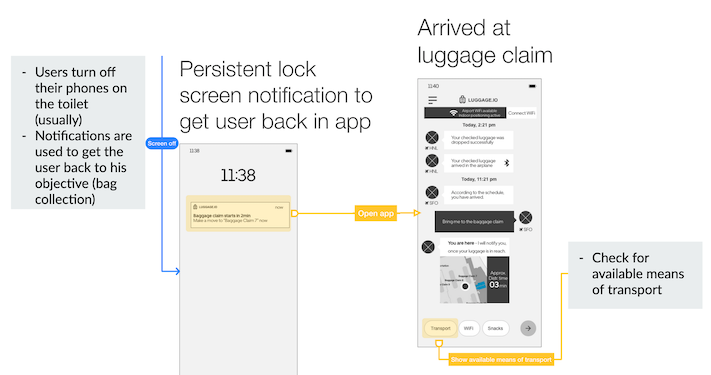 - Users turn off
their phones on
the toilet
(usually)
- Notifications are
used to get the
user back to his
objective (bag
collection)
Screen off
Persistent lock
screen notification to
get user back in app
11:38
11:38
LUGGAGE.IO
now
Baggage claim starts in 2min
Make a move to "Baggage Claim 7" now
Open app
Arrived at
luggage claim
11:40
LUGGAGE.IO
Airport WiFi available
Indoor positioning active
Connect WiFi
Today, 2:21 pm
Your checked luggage was
dropped successfully
HNL
Your checked luggage
arrived in the airplane
HNL
Today, 11:21 pm
According to the schedule,
you have arrived
SFO
Bring me to the baggage claim
SFO
You are here - I will notify you,
once your luggage is in reach.
Approx.
time
03min
Transport
WiFi
Snacks
Show available means of transport
- Check for
available means
of transport